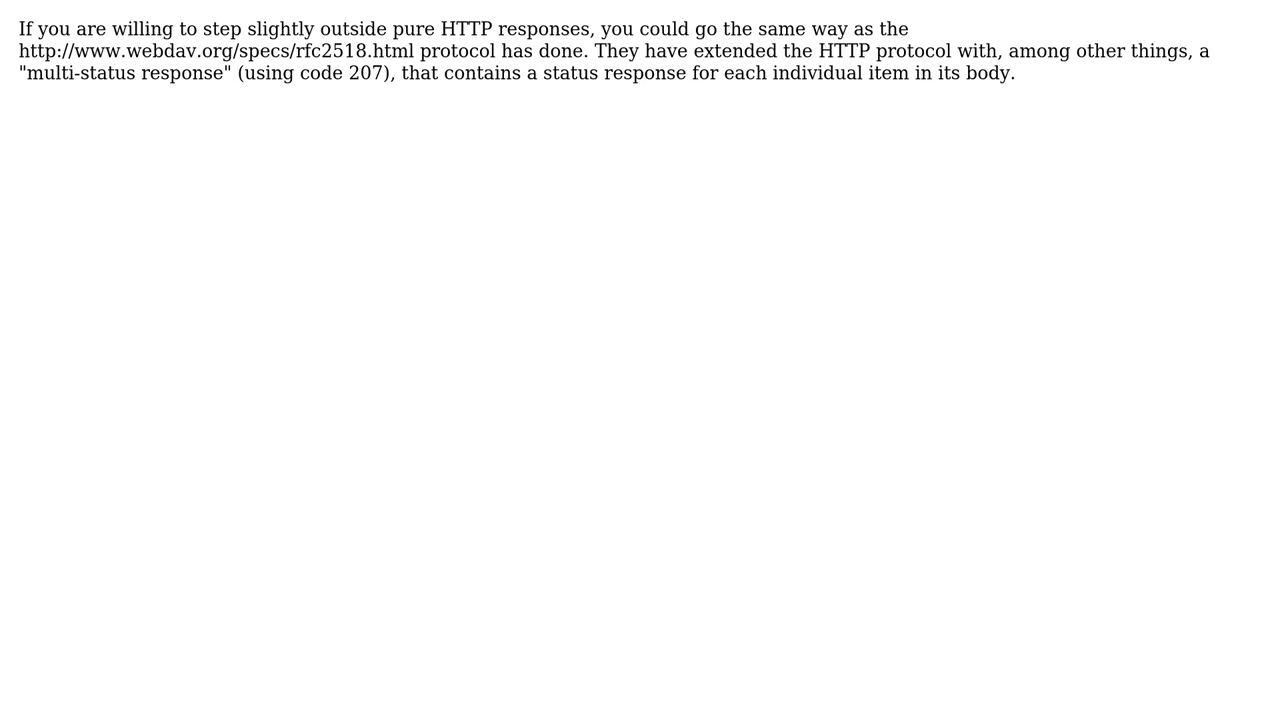 If you are willing to step slightly outside pure HTTP responses, you could go the same way as the
http://www.webdav.org/specs/rfc2518.html protocol has done. They have extended the HTTP protocol with, among other things, a
"multi-status response" (using code 207), that contains a status response for each individual item in its body.